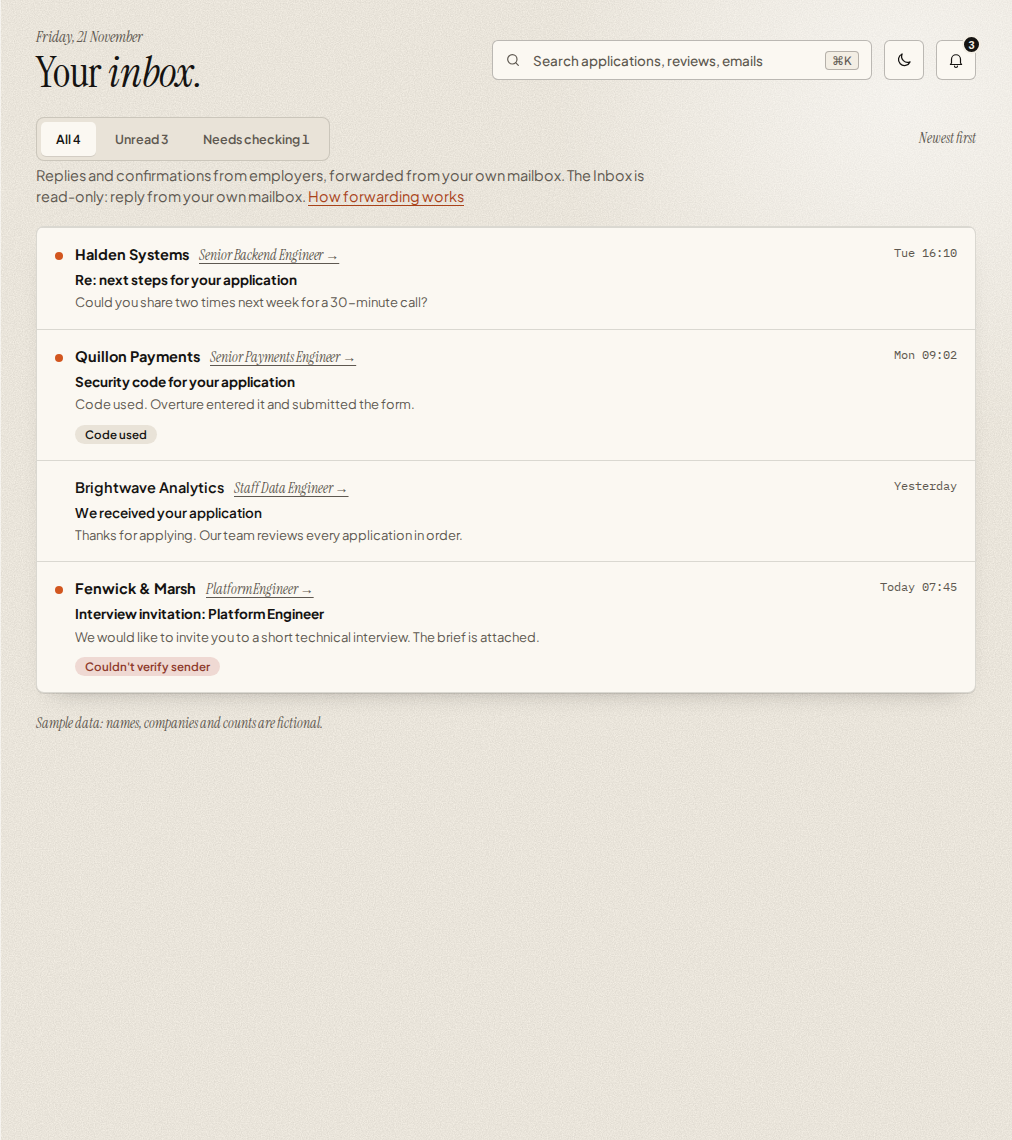 Friday, 21 November
Your inbox.
Search applications, reviews, emails
⌘K
3
All 4
Unread 3
Needs checking 1
Newest first
Replies and confirmations from employers, forwarded from your own mailbox. The Inbox is
read-only: reply from your own mailbox. How forwarding works
Halden Systems Senior Backend Engineer →
Tue 16:10
Re: next steps for your application
Could you share two times next week for a 30-minute call?
Quillon Payments Senior Payments Engineer →
Mon 09:02
Security code for your application
Code used. Overture entered it and submitted the form.
Code used
Brightwave Analytics Staff Data Engineer →
Yesterday
We received your application
Thanks for applying. Our team reviews every application in order.
Fenwick & Marsh Platform Engineer →
Today 07:45
Interview invitation: Platform Engineer
We would like to invite you to a short technical interview. The brief is attached.
Couldn't verify sender
Sample data: names, companies and counts are fictional.